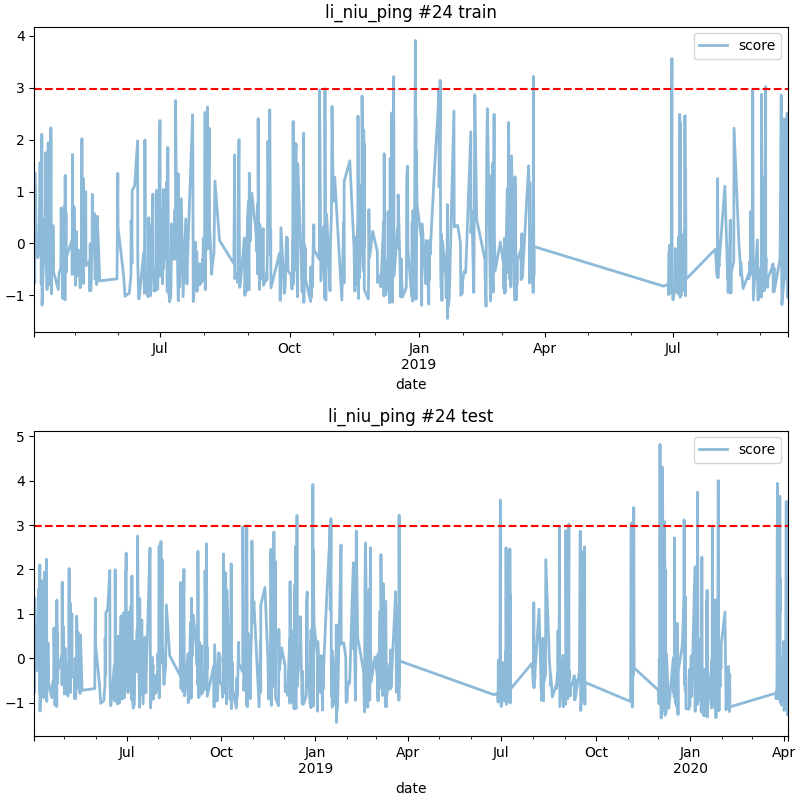 li_niu_ping #24 train
score
4
3
2
1
0
−1
Jul
Oct
Jan
2019
Apr
Jul
date
li_niu_ping #24 test
score
5
4
3
2
1
0
−1
Jul
Oct
Jan
2019
Apr
Jul
Oct
Jan
2020
Apr
date